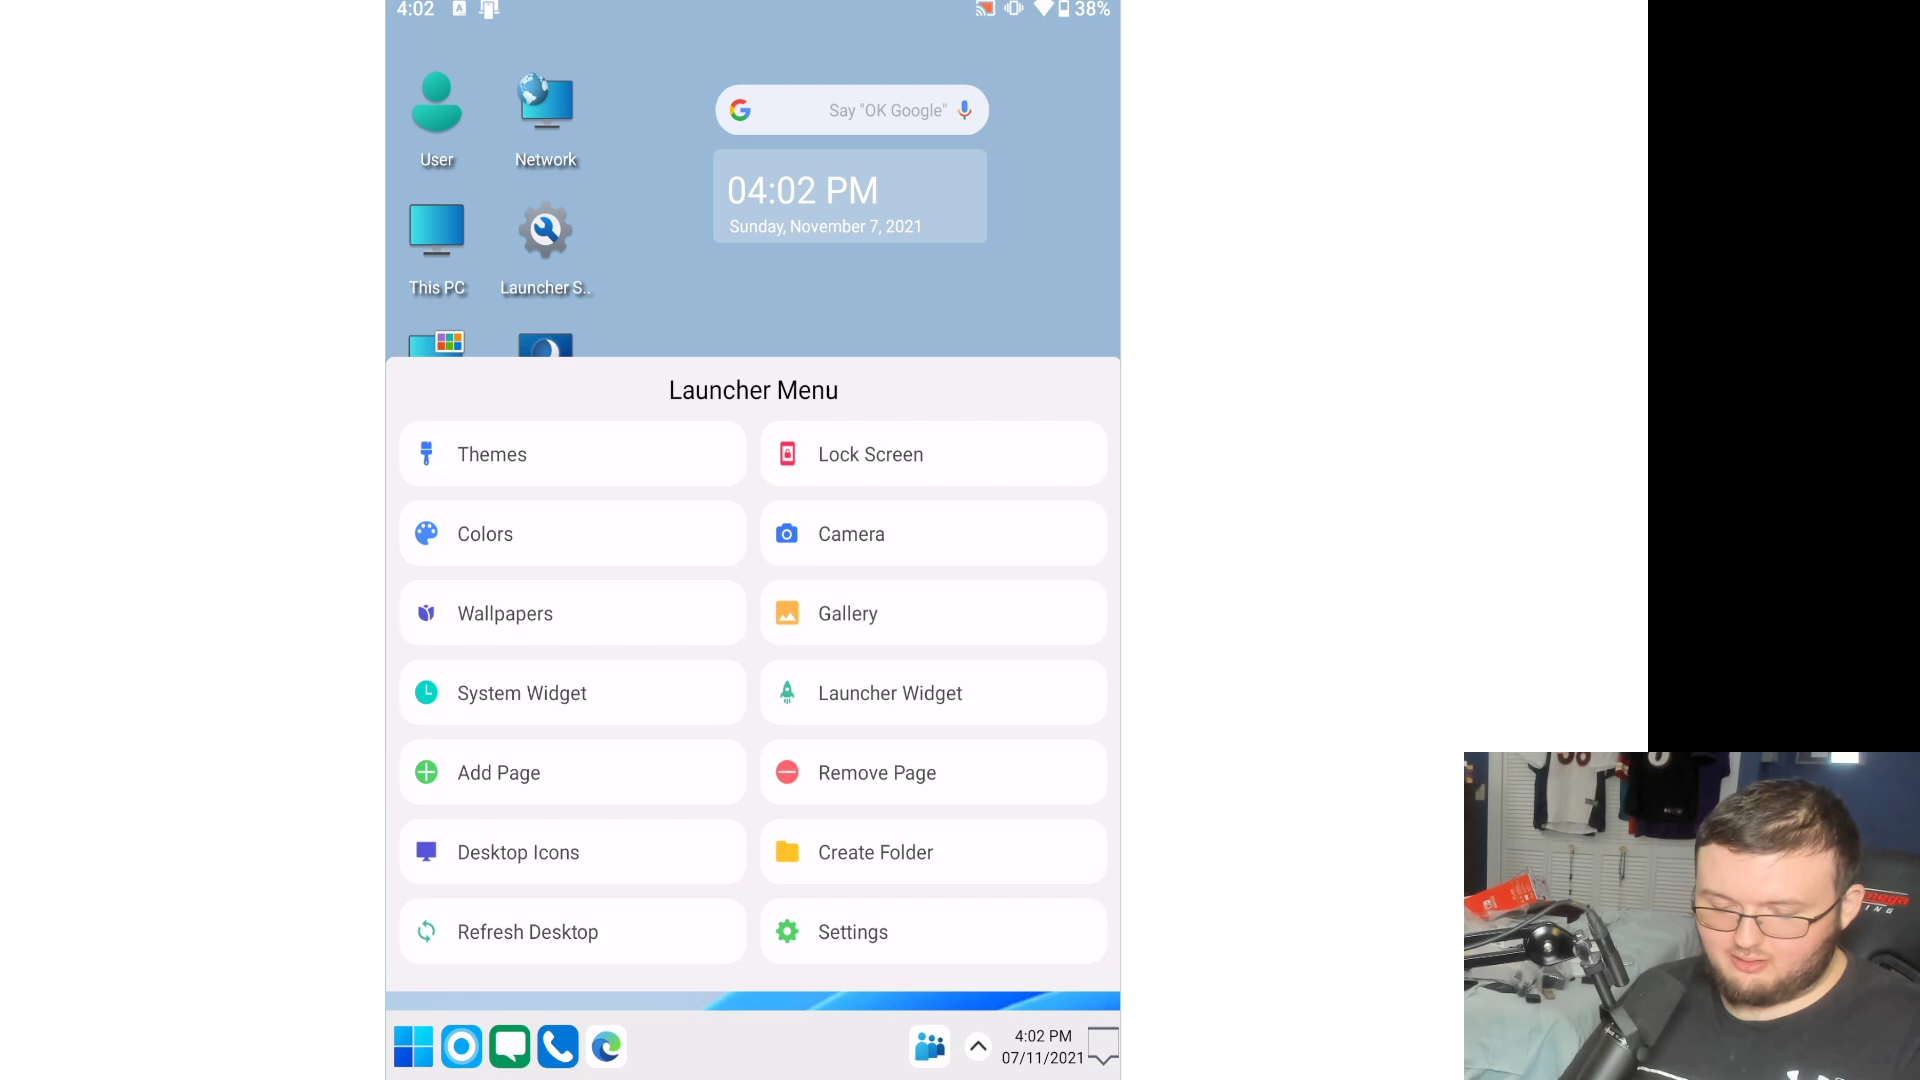 4:02
38%
User
Network
Say "OK Google"
04:02 PM
Sunday, November 7, 2021
This PC
Launcher S..
Launcher Menu
Themes
Lock Screen
Colors
Camera
Wallpapers
Gallery
System Widget
Launcher Widget
Add Page
Remove Page
Desktop Icons
Create Folder
Refresh Desktop
Settings
4:02 PM
07/11/2021